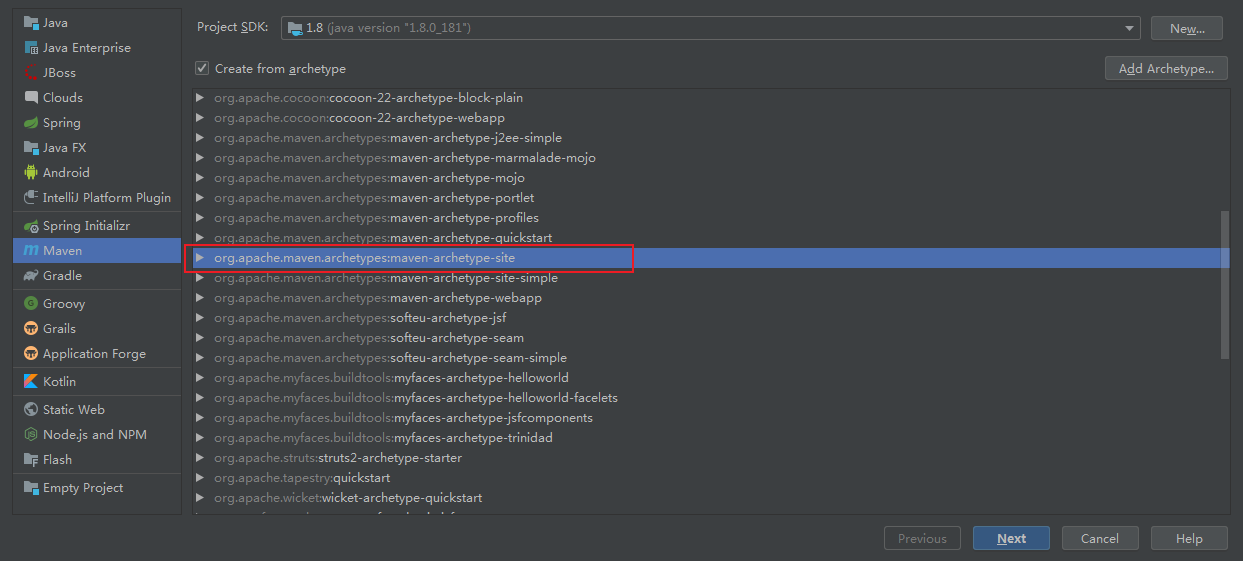 Java
Java Enterprise
JBoss
Clouds
Spring
Java FX
Android
IntelliJ Platform Plugin
Spring Initializr
Maven
Gradle
Groovy
Grails
Application Forge
Kotlin
Static Web
Node.js and NPM
Flash
Empty Project
Project SDK: 1.8 (java version "1.8.0_181") New...
Create from archetype Add Archetype...
org.apache.cocoon:cocoon-22-archetype-block-plain
org.apache.cocoon:cocoon-22-archetype-webapp
org.apache.maven.archetypes:maven-archetype-j2ee-simple
org.apache.maven.archetypes:maven-archetype-marmalade-mojo
org.apache.maven.archetypes:maven-archetype-mojo
org.apache.maven.archetypes:maven-archetype-portlet
org.apache.maven.archetypes:maven-archetype-profiles
org.apache.maven.archetypes:maven-archetype-quickstart
org.apache.maven.archetypes:maven-archetype-site
org.apache.maven.archetypes:maven-archetype-site-simple
org.apache.maven.archetypes:maven-archetype-webapp
org.apache.maven.archetypes:softeu-archetype-jsf
org.apache.maven.archetypes:softeu-archetype-seam
org.apache.maven.archetypes:softeu-archetype-seam-simple
org.apache.myfaces.buildtools:myfaces-archetype-helloworld
org.apache.myfaces.buildtools:myfaces-archetype-helloworld-facelets
org.apache.myfaces.buildtools:myfaces-archetype-jsfcomponents
org.apache.myfaces.buildtools:myfaces-archetype-trinidad
org.apache.struts:struts2-archetype-starter
org.apache.tapestry:quickstart
org.apache.wicket:wicket-archetype-quickstart
Previous Next Cancel Help